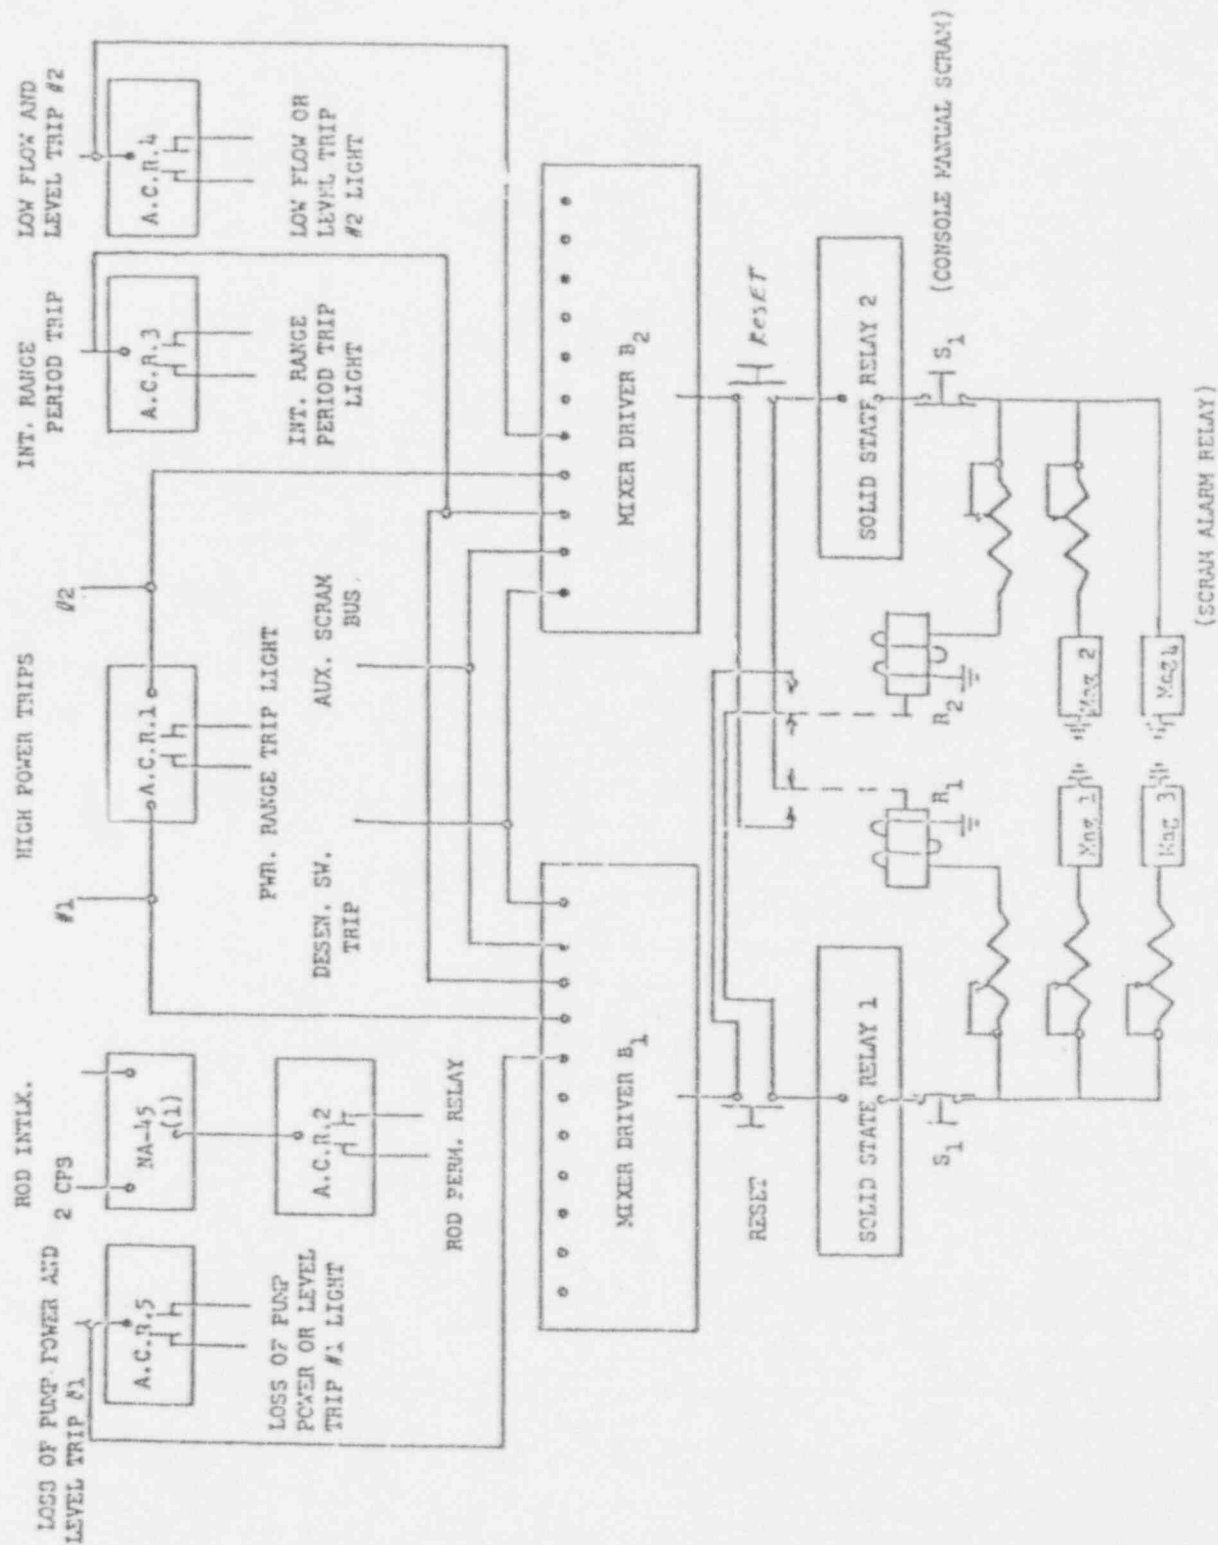 LOSS OF PUMP POWER AND
LEVEL TRIP #1
A.C.R.5
LOSS OF PUMP
POWER OR LEVEL
TRIP #1 LIGHT
ROD INTLK.
2 CPS
NA-45
(1)
A.C.R.2
ROD PERM. RELAY
HIGH POWER TRIPS
#1
#2
A.C.R.1
PWR. RANGE TRIP LIGHT
DESEN. SW.
TRIP
AUX. SCRAM
BUS
INT. RANGE
PERIOD TRIP
A.C.R.3
INT. RANGE
PERIOD TRIP
LIGHT
LOW FLOW AND
LEVEL TRIP #2
A.C.R.4
LOW FLOW OR
LEVEL TRIP
#2 LIGHT
MIXER DRIVER B1
MIXER DRIVER B2
RESET
RESET
SOLID STATE RELAY 1
SOLID STATE RELAY 2
S1
S1
(CONSOLE MANUAL SCRAM)
R1
R2
Mag 1
Mag 2
Mag 3
Mag 4
(SCRAM ALARM RELAY)